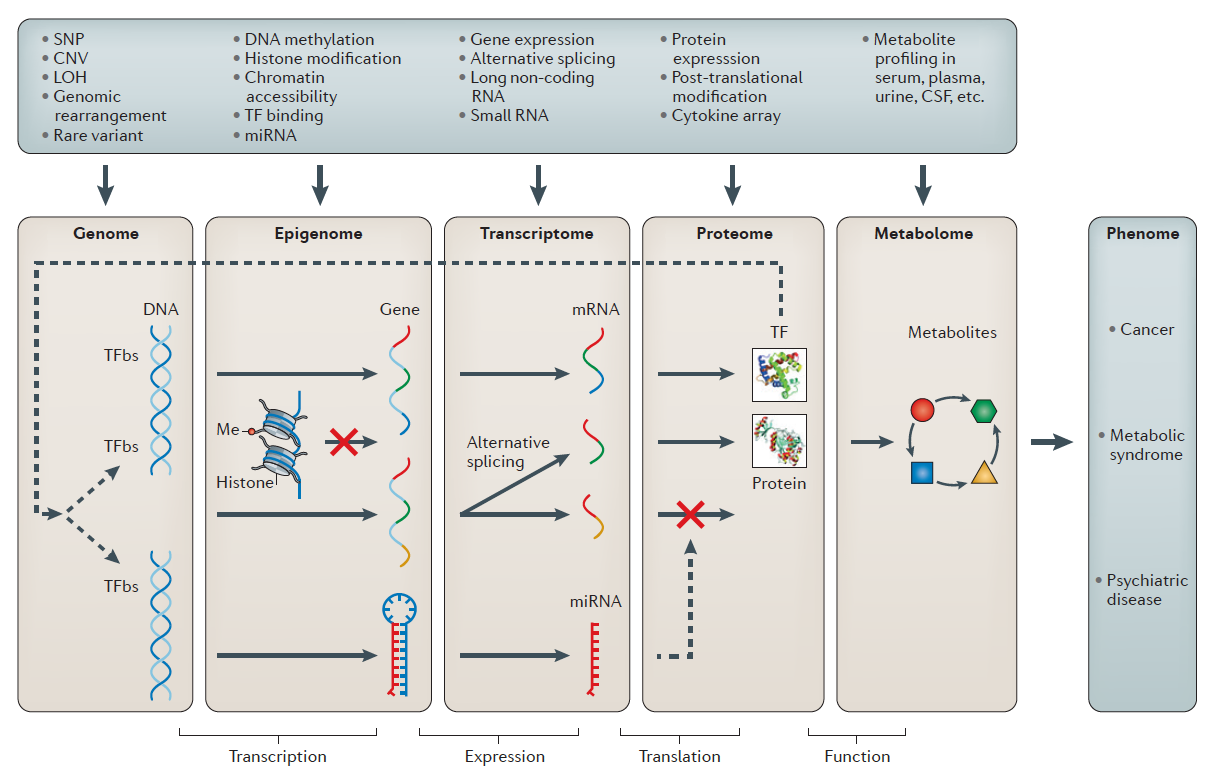 • SNP
• CNV
• LOH
• Genomic
rearrangement
• Rare variant
• DNA methylation
• Histone modification
• Chromatin
accessibility
• TF binding
• miRNA
• Gene expression
• Alternative splicing
• Long non-coding
RNA
• Small RNA
• Protein
expresssion
• Post-translational
modification
• Cytokine array
• Metabolite
profiling in
serum, plasma,
urine, CSF, etc.
Genome
Epigenome
Transcriptome
Proteome
Metabolome
Phenome
DNA
TFbs
TFbs
TFbs
Gene
Me
Histone
mRNA
Alternative
splicing
miRNA
TF
Protein
Metabolites
• Cancer
• Metabolic
syndrome
• Psychiatric
disease
Transcription
Expression
Translation
Function